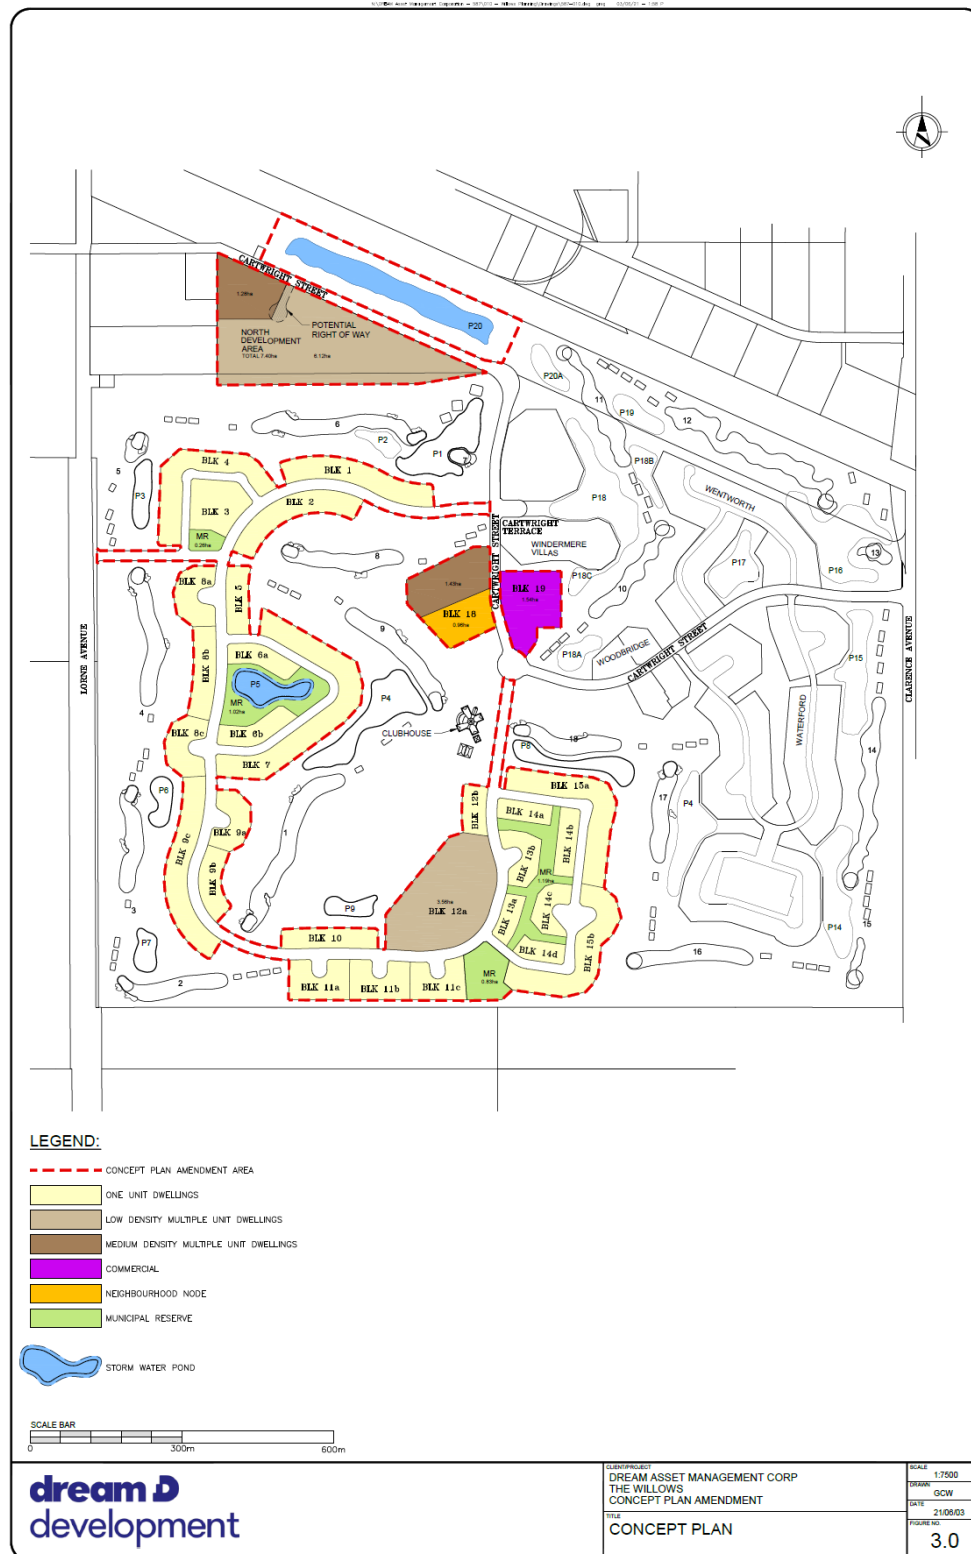 CARTWRIGHT STREET
P20
1.28ha
POTENTIAL
RIGHT OF WAY
NORTH
DEVELOPMENT
AREA
TOTAL 7.40ha
6.12ha
P20A
11
P19
12
6
P2
P1
7
P18B
5
BLK 4
BLK 1
P3
BLK 2
BLK 3
P18
WENTWORTH
MR
0.26ha
CARTWRIGHT
TERRACE
CARTWRIGHT STREET
WINDERMERE
VILLAS
8
13
P17
P16
BLK 8a
BLK 5
1.43ha
BLK 19
P18C
10
BLK 18
9
LORNE AVENUE
BLK 8b
BLK 6a
P18A
WOODBRIDGE
CARTWRIGHT STREET
CLARENCE AVENUE
P15
P5
MR
1.02ha
P4
4
BLK 8c
BLK 6b
CLUBHOUSE
WATERFORD
18
P8
14
BLK 7
P6
BLK 15a
17
P4
BLK 12b
BLK 14a
1
BLK 9a
BLK 14b
BLK 9c
BLK 13b
MR
1.19ha
BLK 9b
3.56ha
BLK 12a
BLK 13a
BLK 14c
3
P9
P14
15
P7
BLK 10
BLK 15b
BLK 14d
16
2
MR
0.83ha
BLK 11a
BLK 11b
BLK 11c
LEGEND:
CONCEPT PLAN AMENDMENT AREA
ONE UNIT DWELLINGS
LOW DENSITY MULTIPLE UNIT DWELLINGS
MEDIUM DENSITY MULTIPLE UNIT DWELLINGS
COMMERCIAL
NEIGHBOURHOOD NODE
MUNICIPAL RESERVE
STORM WATER POND
SCALE BAR
0 300m 600m
dream D
development
CLIENT/PROJECT
DREAM ASSET MANAGEMENT CORP
THE WILLOWS
CONCEPT PLAN AMENDMENT
TITLE
CONCEPT PLAN
SCALE
1:7500
DRAWN
GCW
DATE
21/06/03
FIGURE NO.
3.0